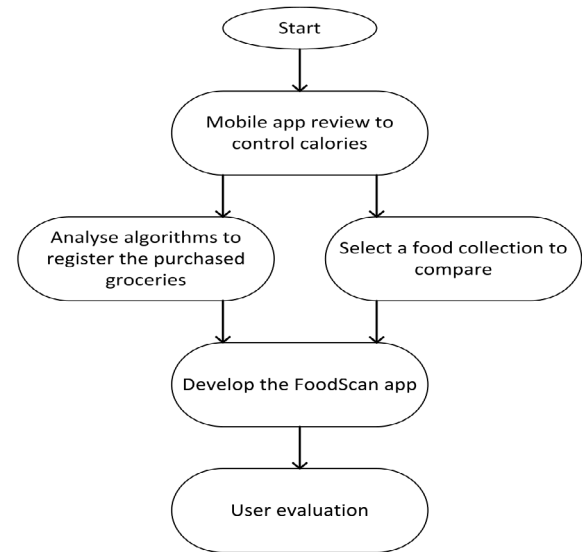 Start
Mobile app review to
control calories
Analyse algorithms to
register the purchased
groceries
Select a food collection to
compare
Develop the FoodScan app
User evaluation